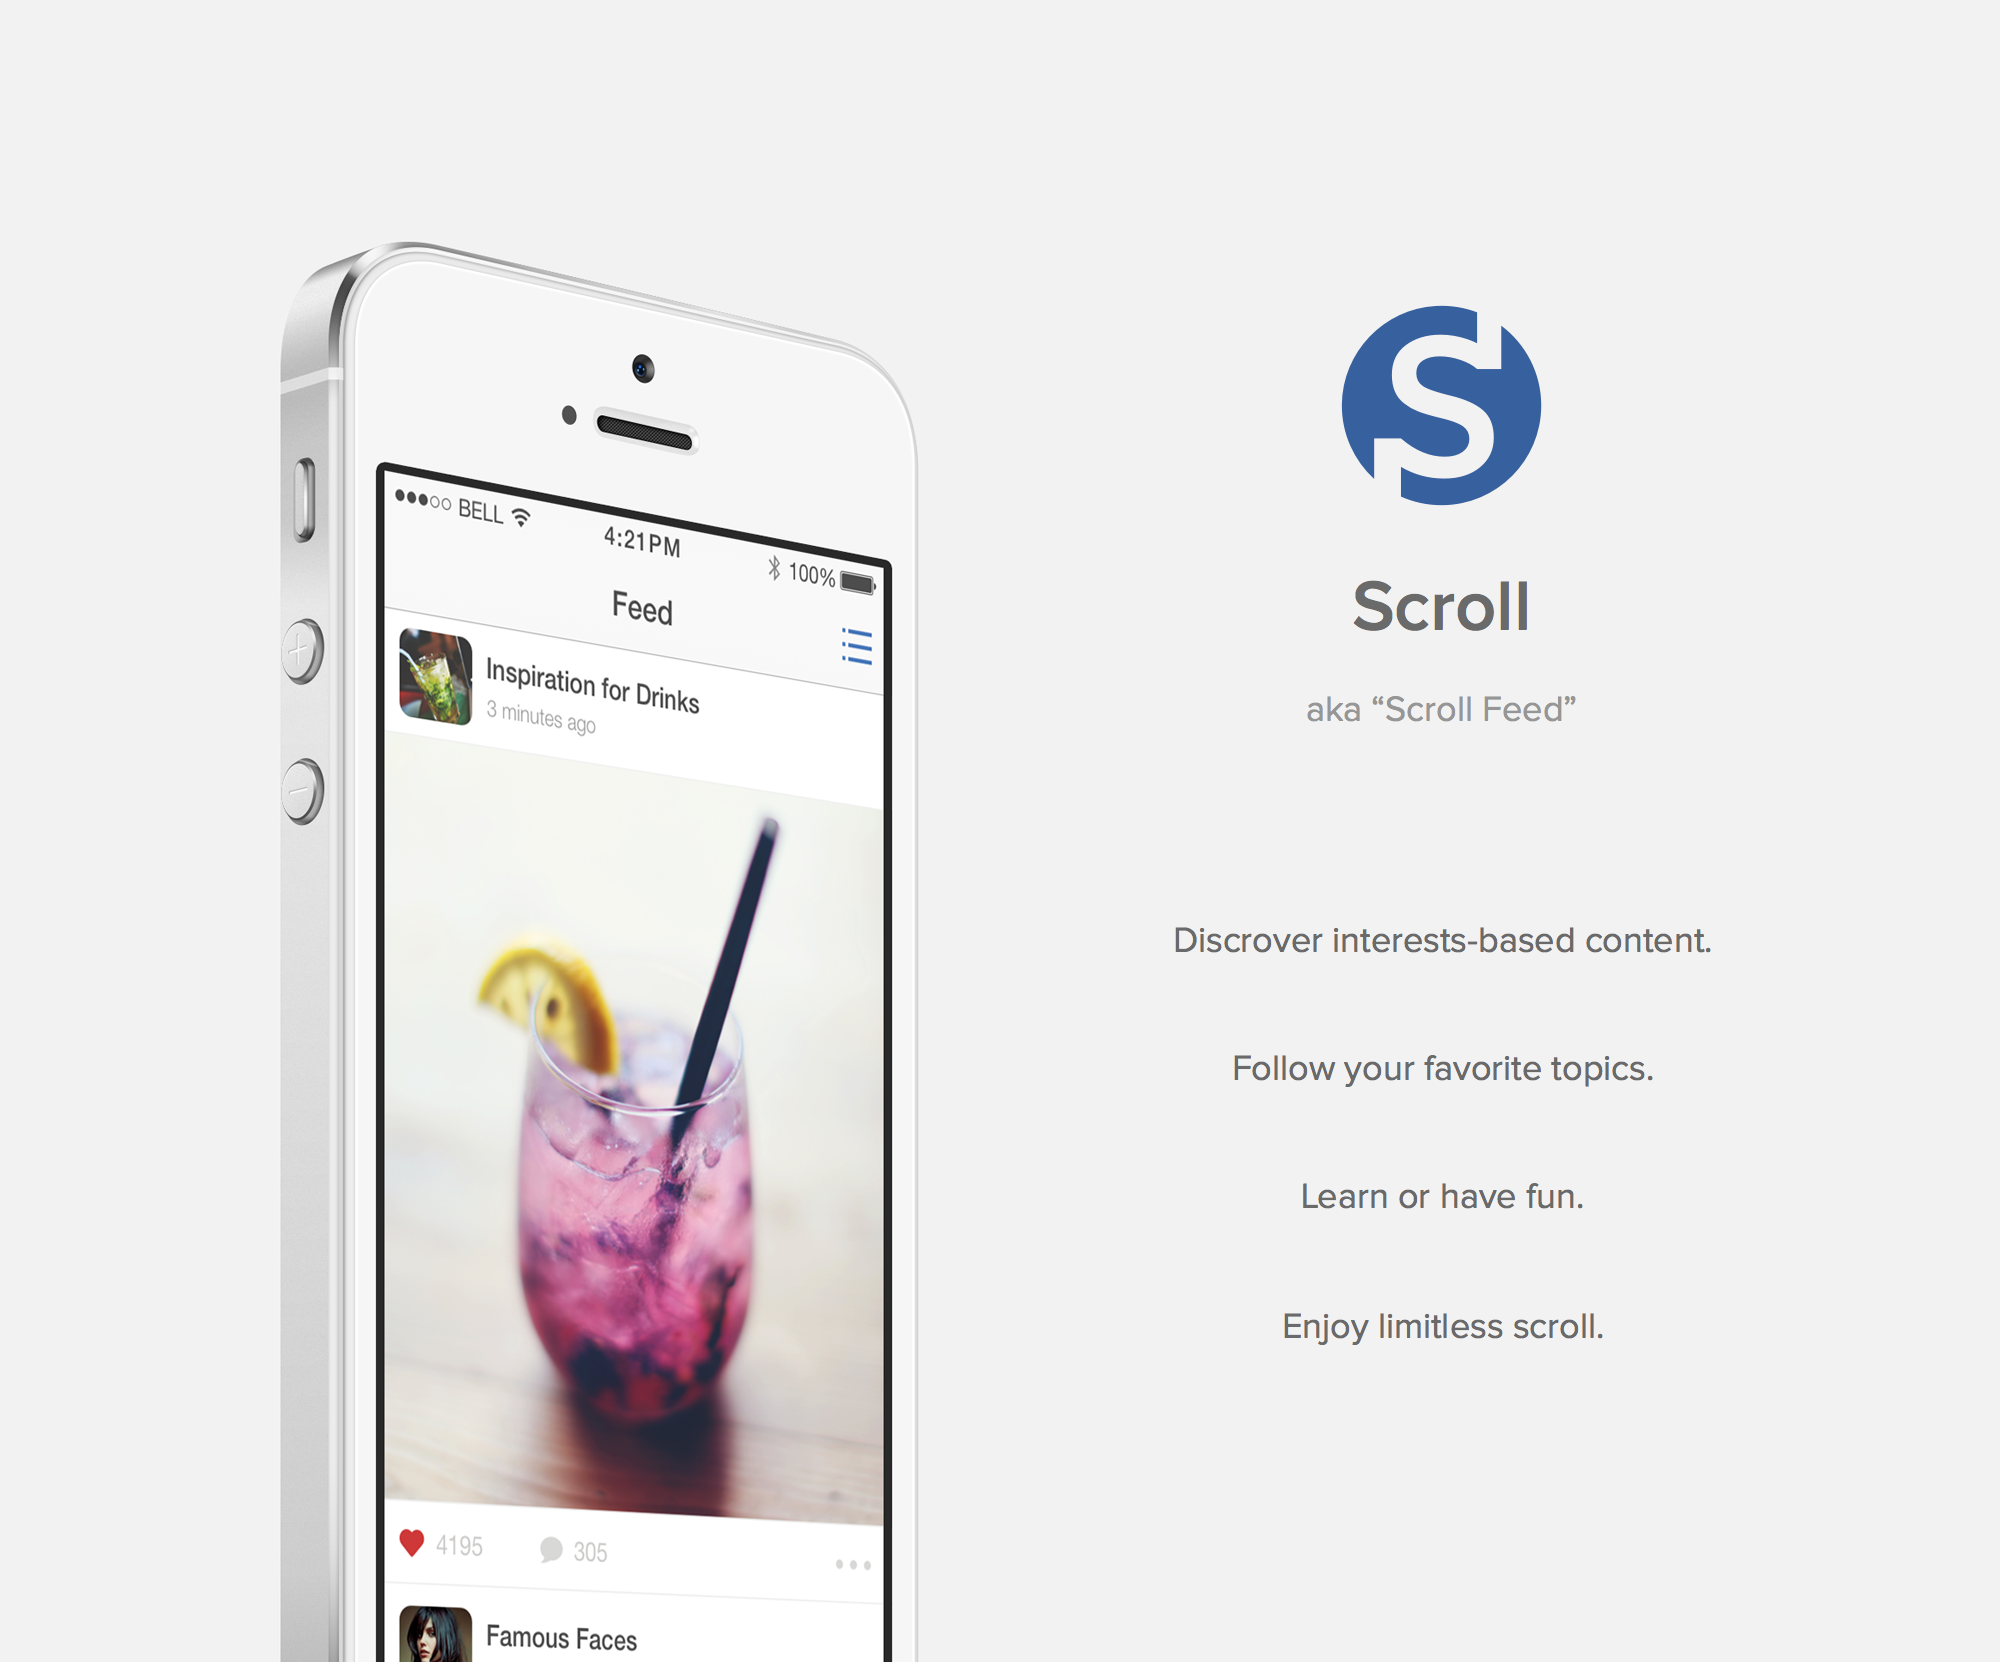 BELL
4:21PM
100%
Feed
Inspiration for Drinks
3 minutes ago
4195
305
Famous Faces
S
Scroll
aka “Scroll Feed”
Discrover interests-based content.
Follow your favorite topics.
Learn or have fun.
Enjoy limitless scroll.